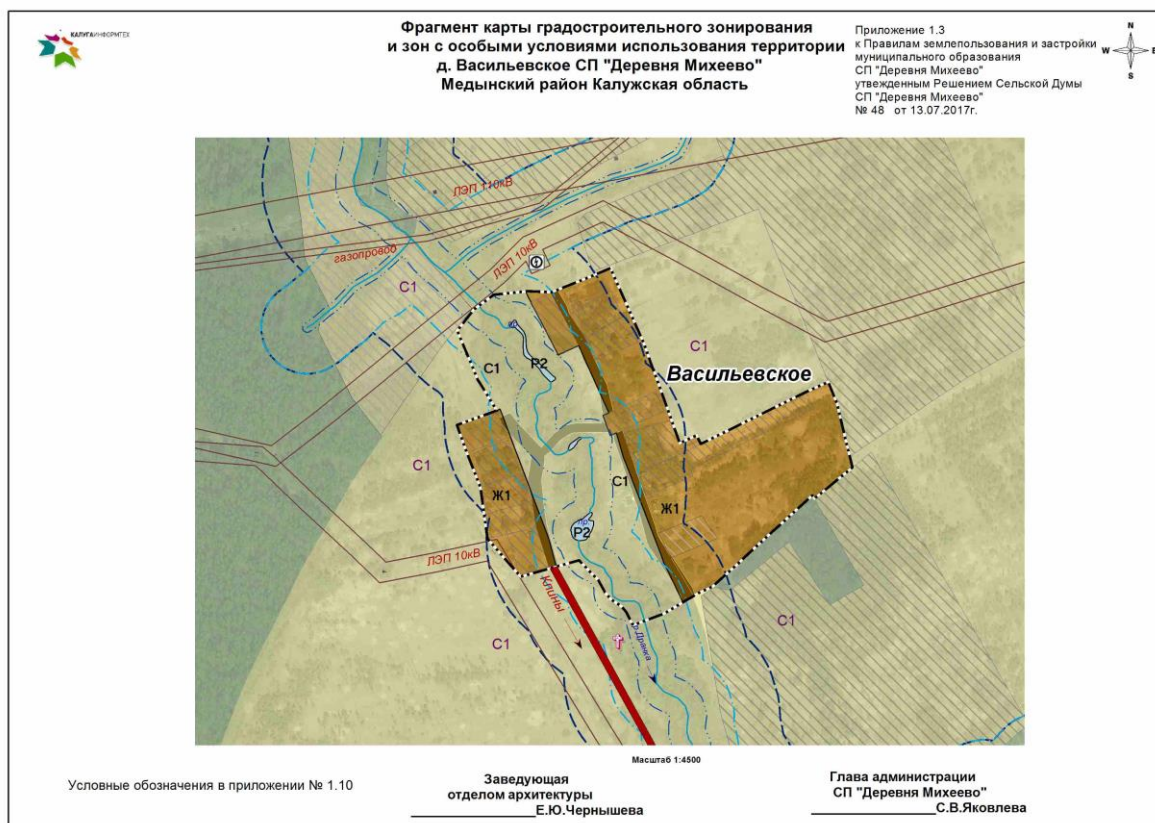 КАЛУГАИНФОРМТЕХ
Фрагмент карты градостроительного зонирования
и зон с особыми условиями использования территории
д. Васильевское СП "Деревня Михеево"
Медынский район Калужская область
Приложение 1.3
к Правилам землепользования и застройки
муниципального образования
СП "Деревня Михеево"
утвежденным Решением Сельской Думы
СП "Деревня Михеево"
№ 48 от 13.07.2017г.
N
W E
S
ЛЭП 110кВ
газопровод
ЛЭП 10кВ
С1
С1
Р2
С1
Васильевское
С1
С1
Ж1
Ж1
пр.
Р2
ЛЭП 10кВ
Клины
С1
С1
р.Дрянка
Масштаб 1:4500
Условные обозначения в приложении № 1.10
Заведующая
отделом архитектуры
Е.Ю.Чернышева
Глава администрации
СП "Деревня Михеево"
С.В.Яковлева